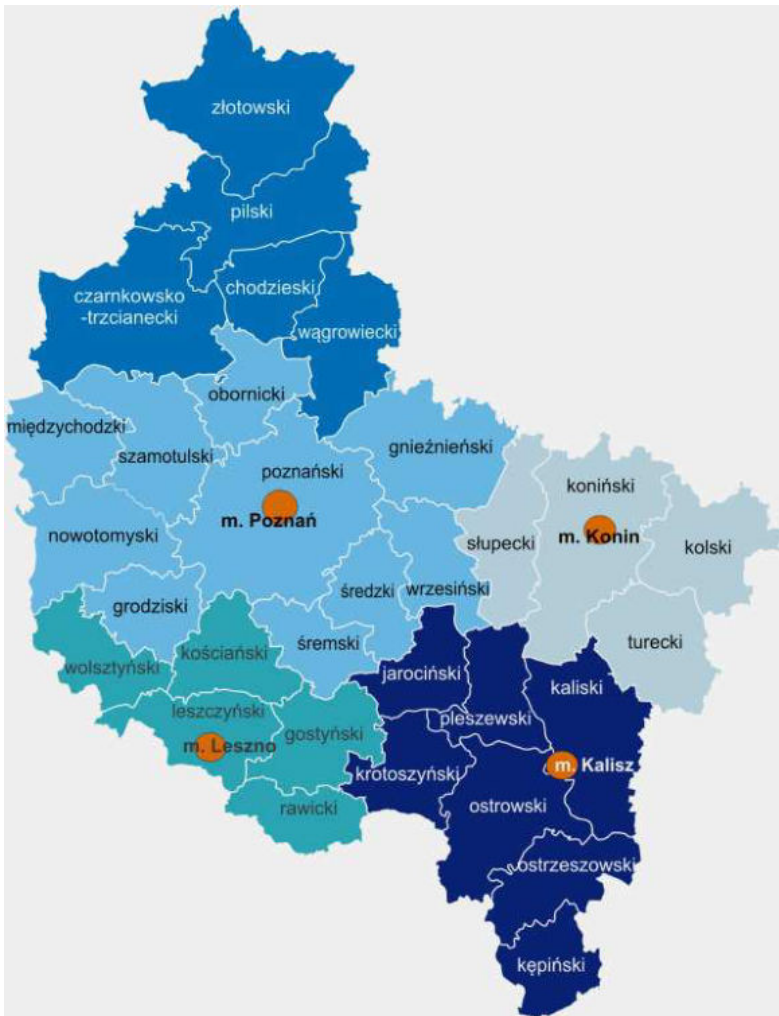 złotowski
pilski
chodzieski
czarnkowsko
-trzcianecki
wągrowiecki
obornicki
międzychodzki
szamotulski
gnieźnieński
poznański
m. Poznań
koniński
m. Konin
nowotomyski
słupecki
kolski
średzki
wrzesiński
grodziski
śremski
turecki
wolsztyński
kościański
jarociński
kaliski
leszczyński
pleszewski
gostyński
m. Leszno
m. Kalisz
krotoszyński
ostrowski
rawicki
ostrzeszowski
kępiński